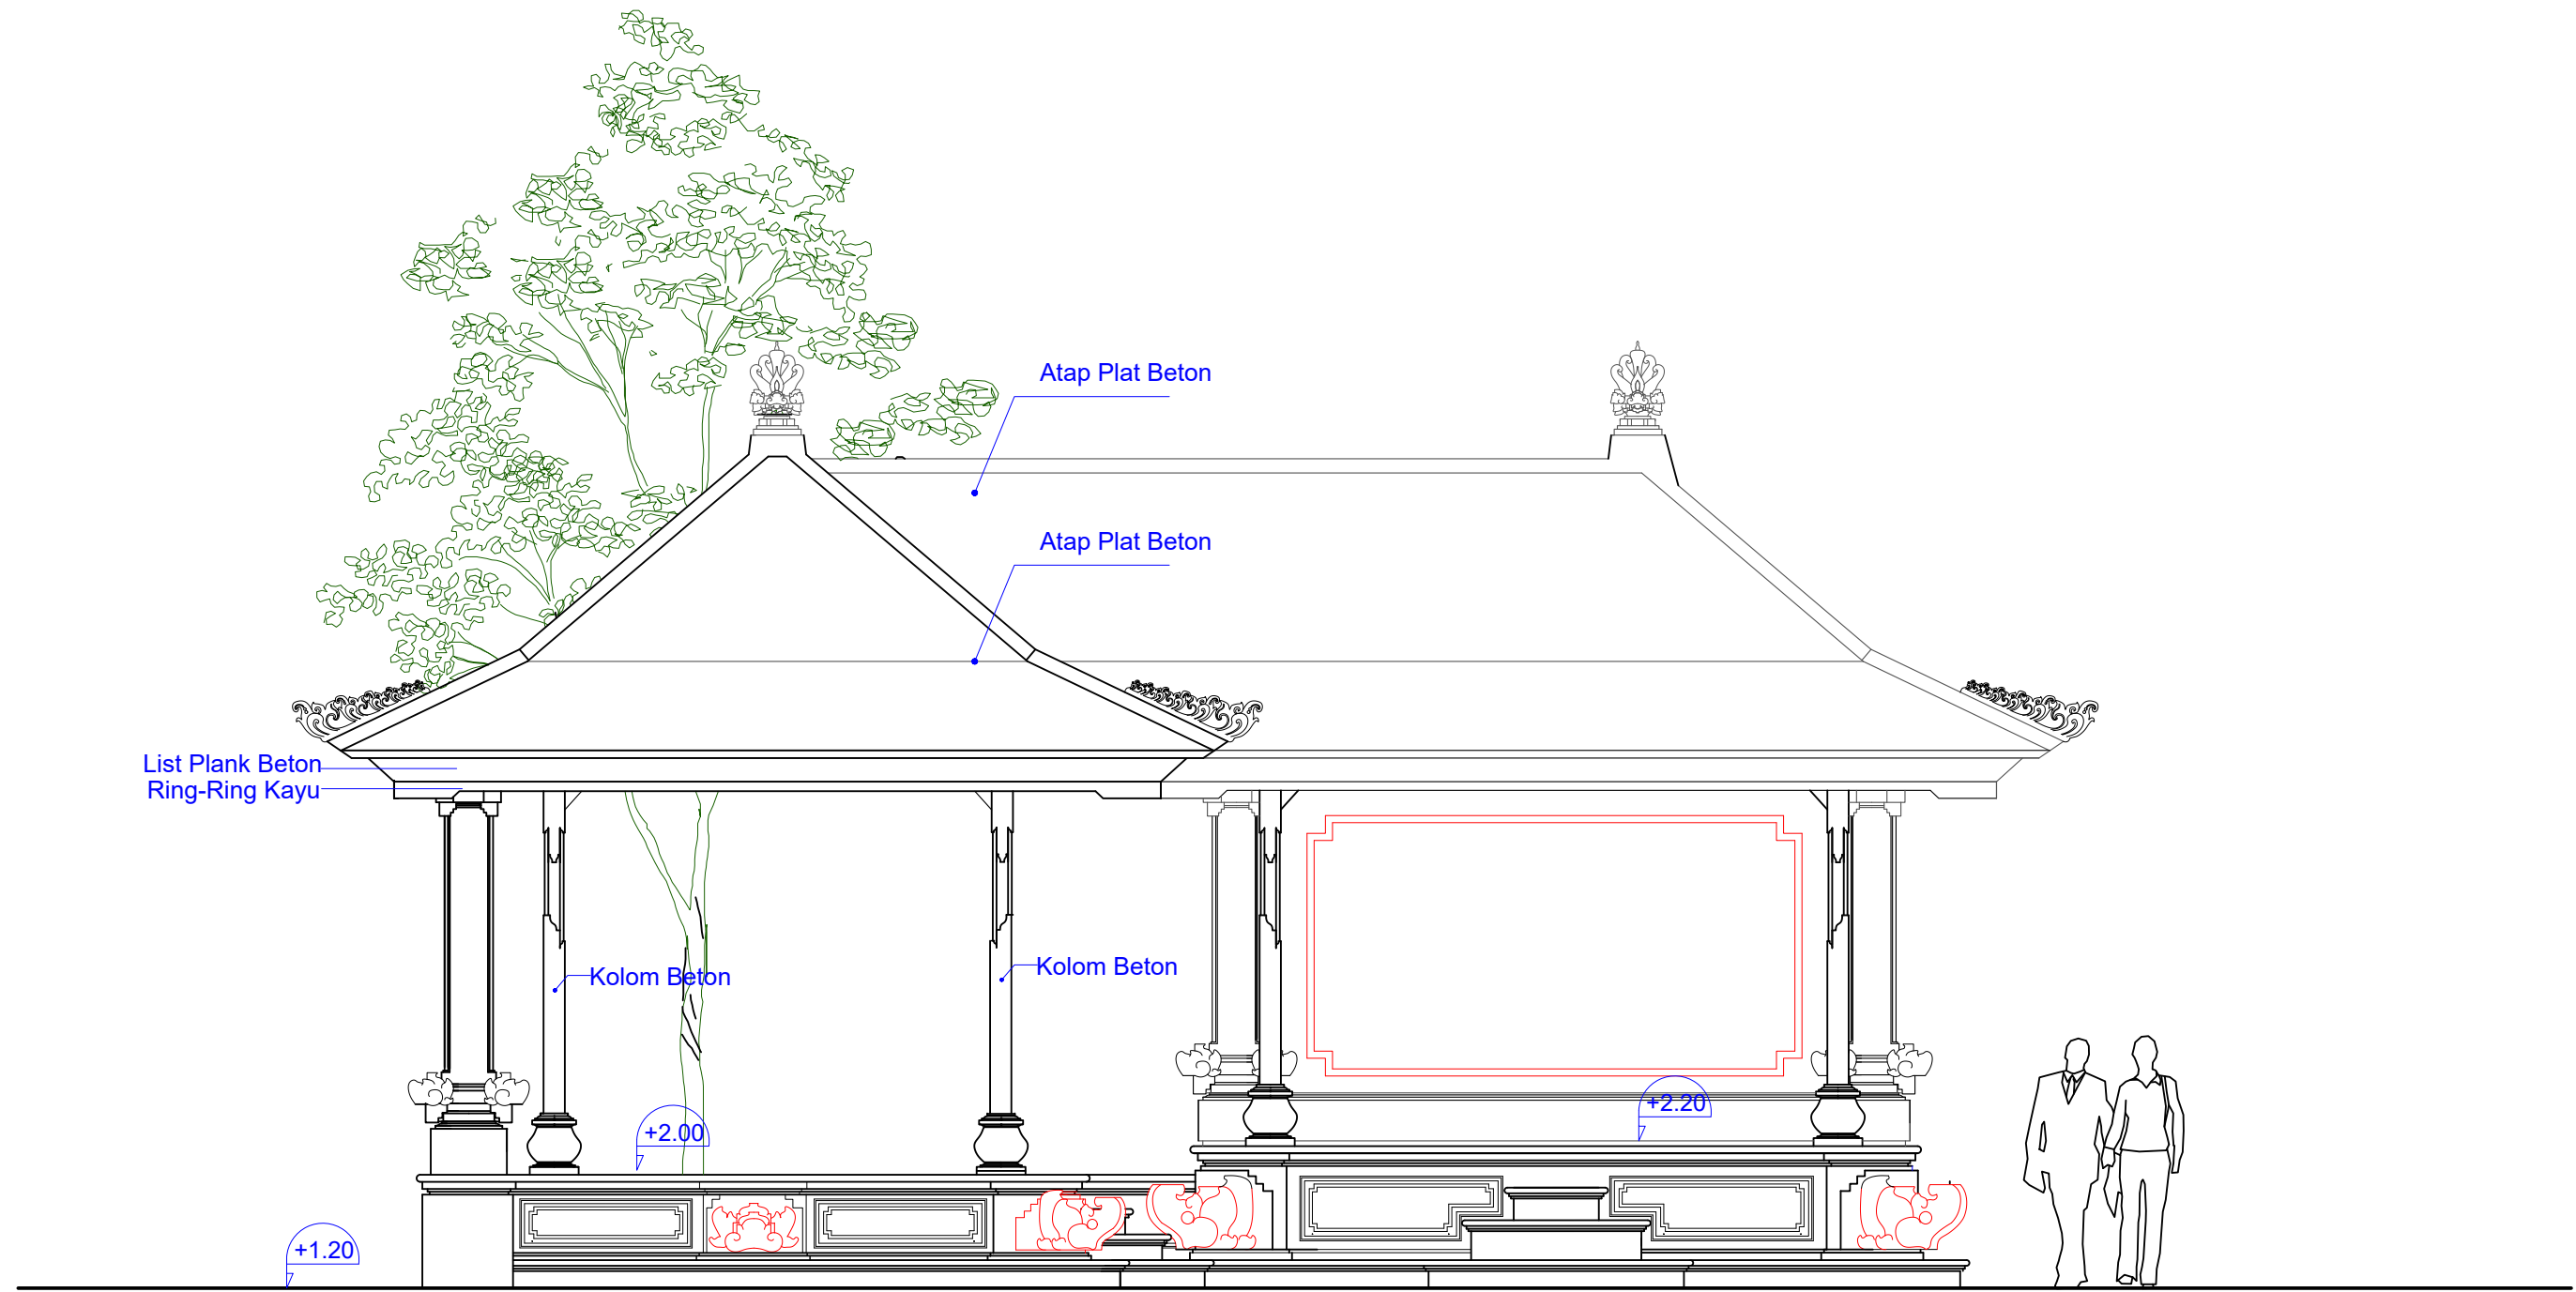 Atap Plat Beton
Atap Plat Beton
List Plank Beton
Ring-Ring Kayu
Kolom Beton
Kolom Beton
+2.20
+2.00
+1.20